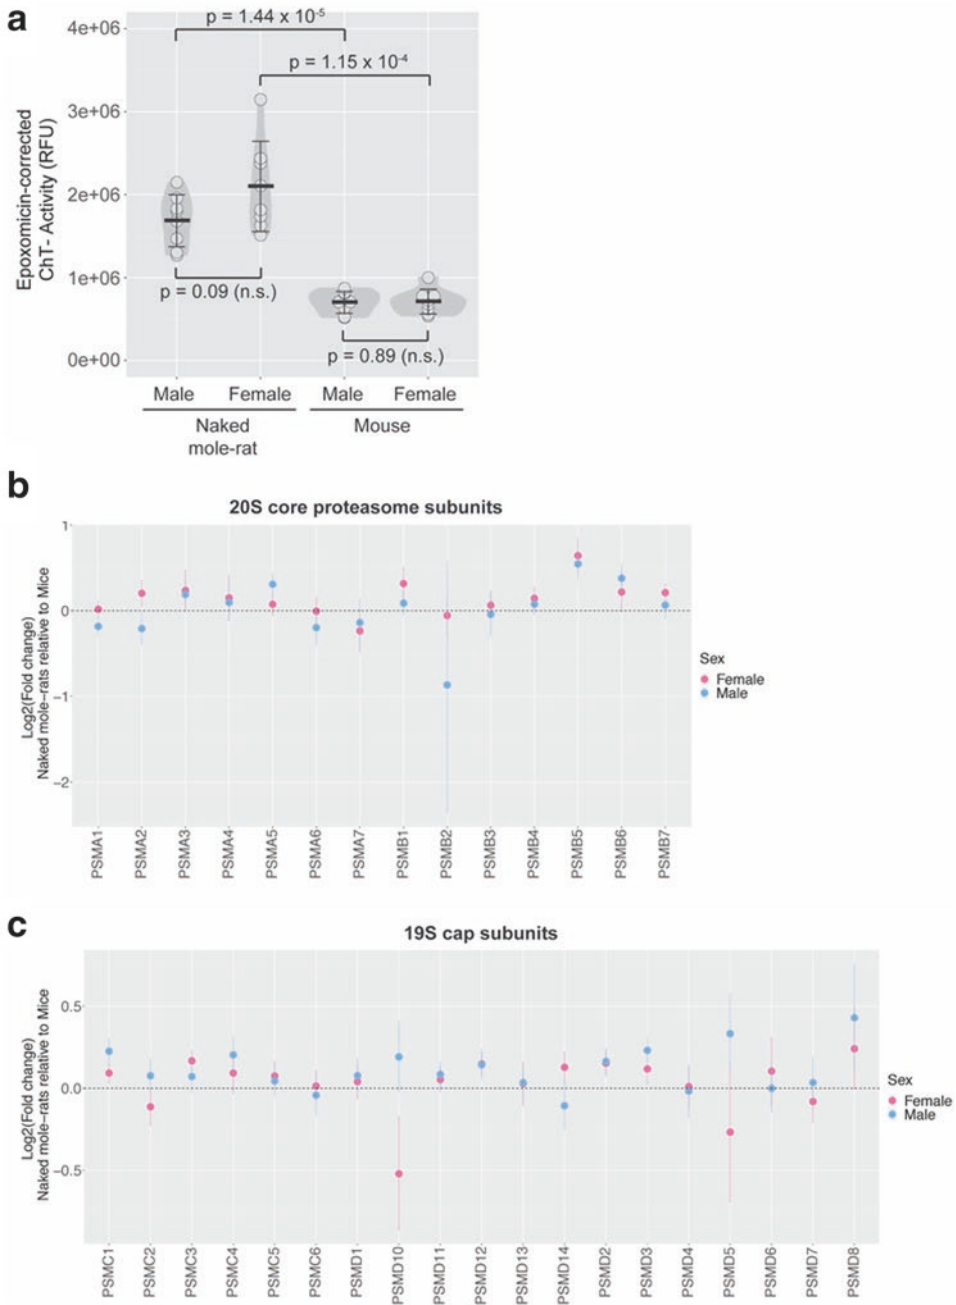 a
4e+06
3e+06
2e+06
1e+06
0e+00
Epoxomicin-corrected
ChT- Activity (RFU)
p = 1.44 x 10⁻⁵
p = 1.15 x 10⁻⁴
p = 0.09 (n.s.)
p = 0.89 (n.s.)
Male Female Male Female
Naked
mole-rat
Mouse
b
20S core proteasome subunits
1
0
−1
−2
Log2(Fold change)
Naked mole−rats relative to Mice
Sex
Female
Male
PSMA1
PSMA2
PSMA3
PSMA4
PSMA5
PSMA6
PSMA7
PSMB1
PSMB2
PSMB3
PSMB4
PSMB5
PSMB6
PSMB7
c
19S cap subunits
0.5
0.0
−0.5
Log2(Fold change)
Naked mole−rats relative to Mice
Sex
Female
Male
PSMC1
PSMC2
PSMC3
PSMC4
PSMC5
PSMC6
PSMD1
PSMD10
PSMD11
PSMD12
PSMD13
PSMD14
PSMD2
PSMD3
PSMD4
PSMD5
PSMD6
PSMD7
PSMD8